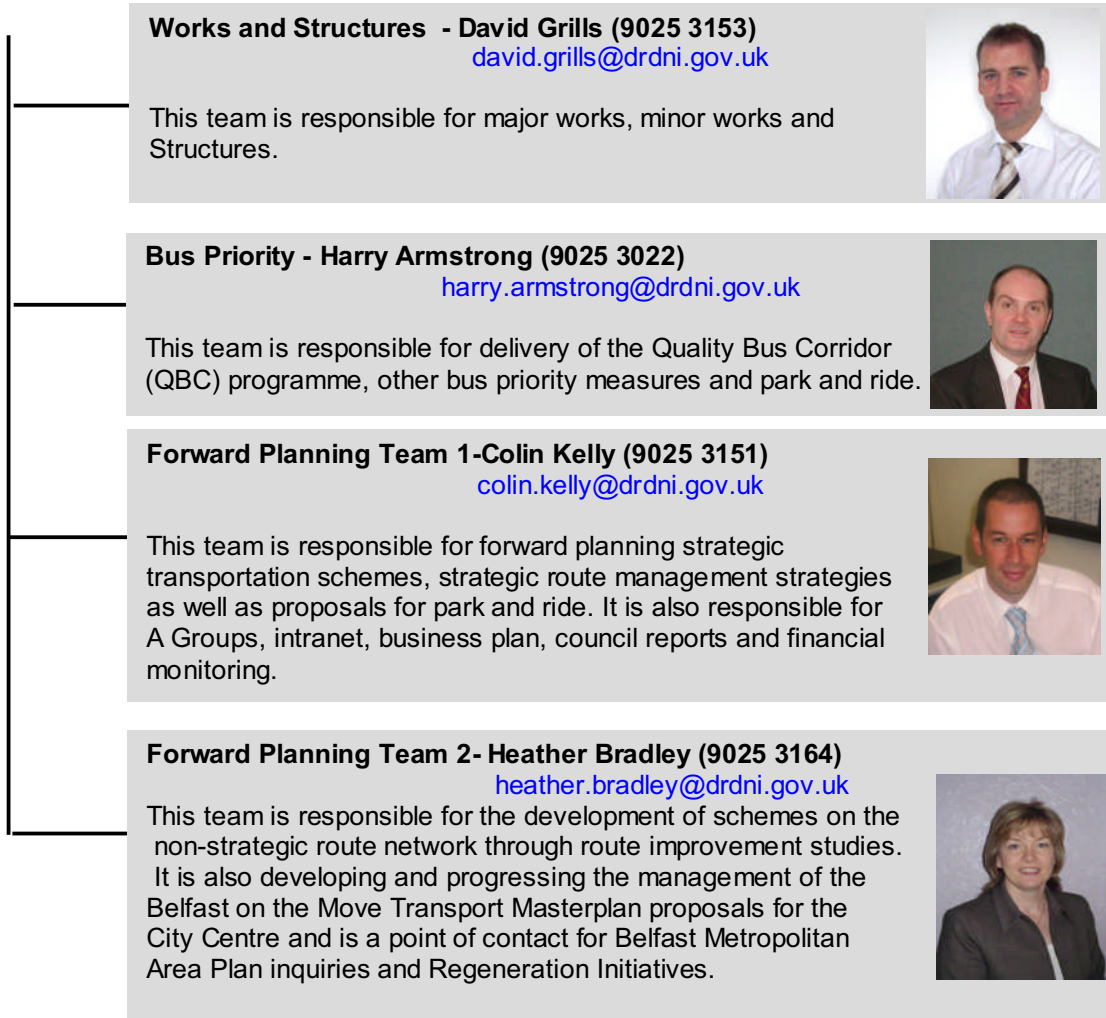 Works and Structures - David Grills (9025 3153)
david.grills@drdni.gov.uk
This team is responsible for major works, minor works and
Structures.
Bus Priority - Harry Armstrong (9025 3022)
harry.armstrong@drdni.gov.uk
This team is responsible for delivery of the Quality Bus Corridor
(QBC) programme, other bus priority measures and park and ride.
Forward Planning Team 1-Colin Kelly (9025 3151)
colin.kelly@drdni.gov.uk
This team is responsible for forward planning strategic
transportation schemes, strategic route management strategies
as well as proposals for park and ride. It is also responsible for
A Groups, intranet, business plan, council reports and financial
monitoring.
Forward Planning Team 2- Heather Bradley (9025 3164)
heather.bradley@drdni.gov.uk
This team is responsible for the development of schemes on the
non-strategic route network through route improvement studies.
It is also developing and progressing the management of the
Belfast on the Move Transport Masterplan proposals for the
City Centre and is a point of contact for Belfast Metropolitan
Area Plan inquiries and Regeneration Initiatives.